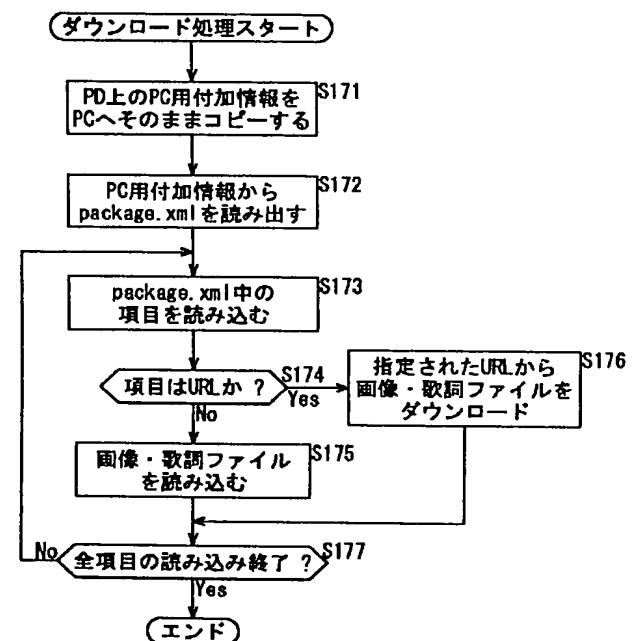 ダウンロード処理スタート
PD上のPC用付加情報を
PCへそのままコピーする
S171
PC用付加情報から
package.xmlを読み出す
S172
package.xml中の
項目を読み込む
S173
項目はURLか ?
S174
Yes
No
指定されたURLから
画像・歌詞ファイルを
ダウンロード
S176
画像・歌詞ファイル
を読み込む
S175
No
全項目の読み込み終了 ?
S177
Yes
エンド